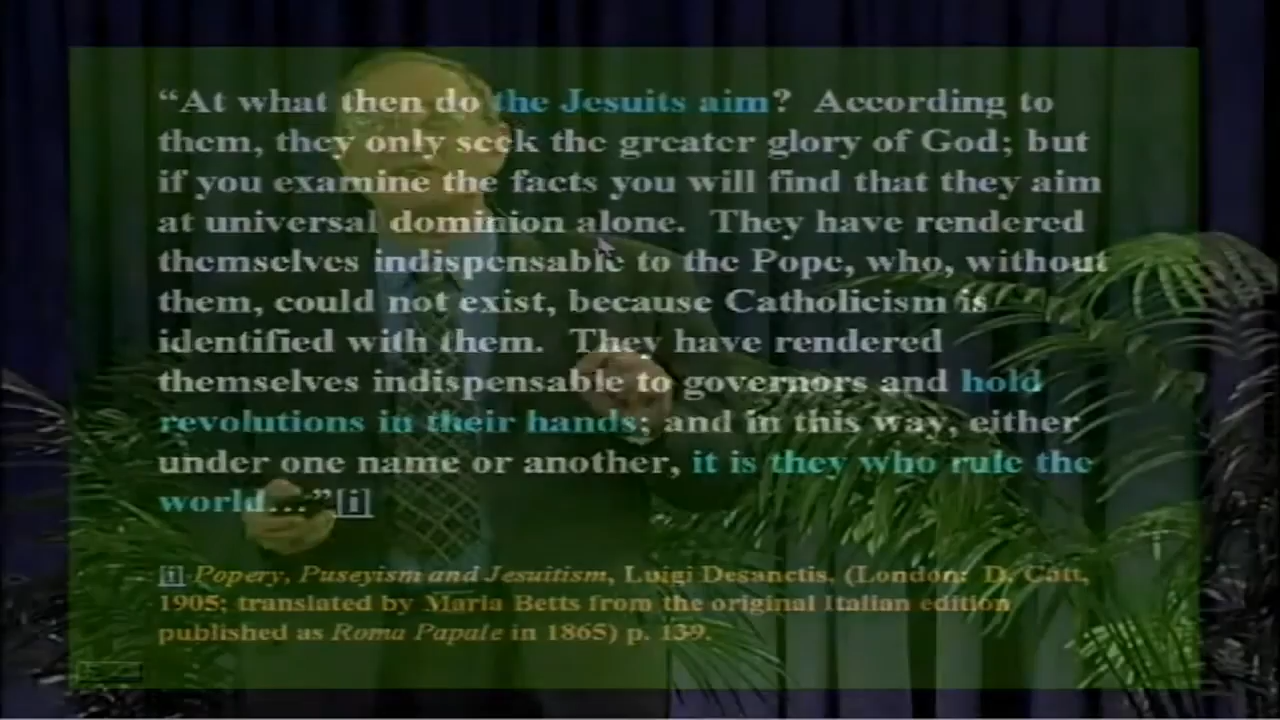 “At what then do the Jesuits aim? According to
them, they only seek the greater glory of God; but
if you examine the facts you will find that they aim
at universal dominion alone. They have rendered
themselves indispensable to the Pope, who, without
them, could not exist, because Catholicism is
identified with them. They have rendered
themselves indispensable to governors and hold
revolutions in their hands; and in this way, either
under one name or another, it is they who rule the
world…”[i]
[i] Popery, Puseyism and Jesuitism, Luigi Desanctis. (London: D. Catt,
1905; translated by Maria Betts from the original Italian edition
published as Roma Papale in 1865) p. 139.